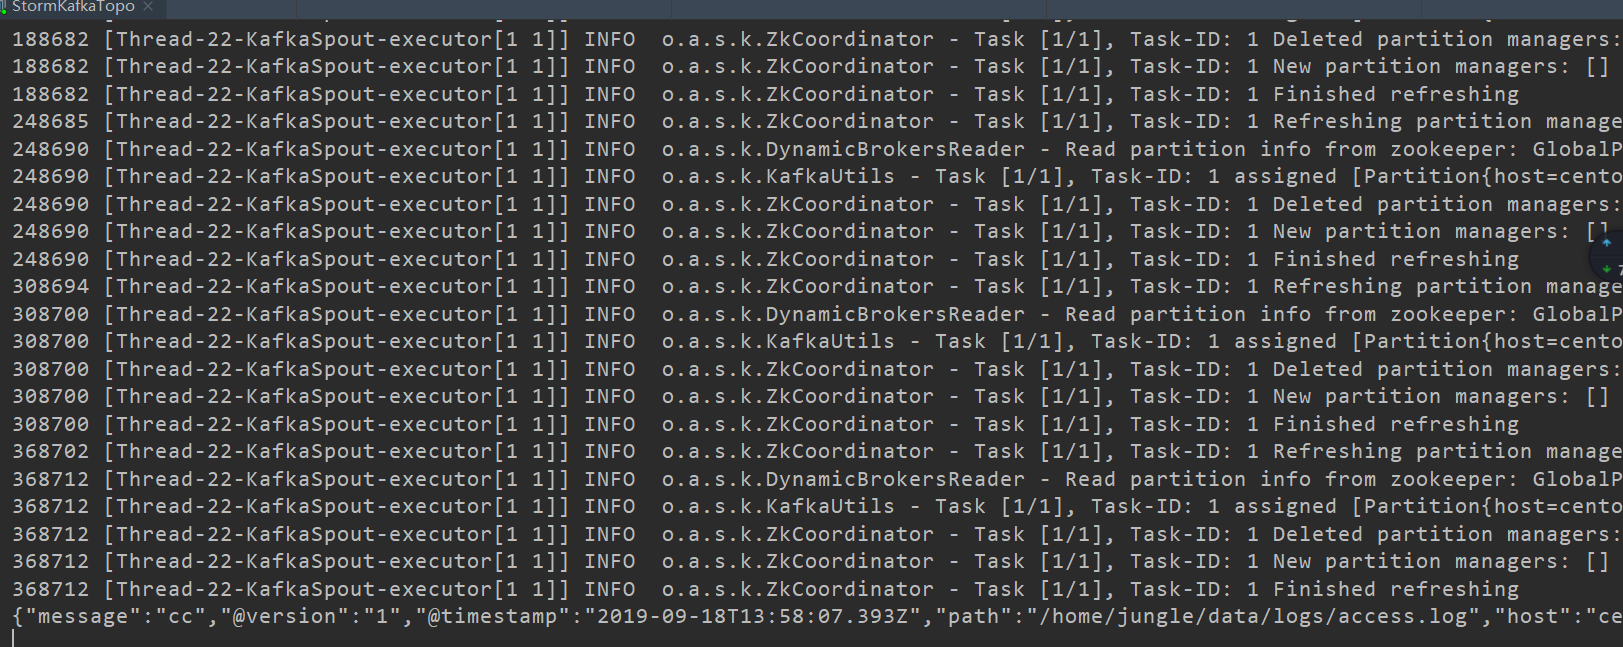 StormKafkaTopo ×
188682 [Thread-22-KafkaSpout-executor[1 1]] INFO  o.a.s.k.ZkCoordinator - Task [1/1], Task-ID: 1 Deleted partition managers:
188682 [Thread-22-KafkaSpout-executor[1 1]] INFO  o.a.s.k.ZkCoordinator - Task [1/1], Task-ID: 1 New partition managers: []
188682 [Thread-22-KafkaSpout-executor[1 1]] INFO  o.a.s.k.ZkCoordinator - Task [1/1], Task-ID: 1 Finished refreshing
248685 [Thread-22-KafkaSpout-executor[1 1]] INFO  o.a.s.k.ZkCoordinator - Task [1/1], Task-ID: 1 Refreshing partition manage
248690 [Thread-22-KafkaSpout-executor[1 1]] INFO  o.a.s.k.DynamicBrokersReader - Read partition info from zookeeper: GlobalP
248690 [Thread-22-KafkaSpout-executor[1 1]] INFO  o.a.s.k.KafkaUtils - Task [1/1], Task-ID: 1 assigned [Partition{host=cento
248690 [Thread-22-KafkaSpout-executor[1 1]] INFO  o.a.s.k.ZkCoordinator - Task [1/1], Task-ID: 1 Deleted partition managers:
248690 [Thread-22-KafkaSpout-executor[1 1]] INFO  o.a.s.k.ZkCoordinator - Task [1/1], Task-ID: 1 New partition managers: []
248690 [Thread-22-KafkaSpout-executor[1 1]] INFO  o.a.s.k.ZkCoordinator - Task [1/1], Task-ID: 1 Finished refreshing
308694 [Thread-22-KafkaSpout-executor[1 1]] INFO  o.a.s.k.ZkCoordinator - Task [1/1], Task-ID: 1 Refreshing partition manage
308700 [Thread-22-KafkaSpout-executor[1 1]] INFO  o.a.s.k.DynamicBrokersReader - Read partition info from zookeeper: GlobalP
308700 [Thread-22-KafkaSpout-executor[1 1]] INFO  o.a.s.k.KafkaUtils - Task [1/1], Task-ID: 1 assigned [Partition{host=cento
308700 [Thread-22-KafkaSpout-executor[1 1]] INFO  o.a.s.k.ZkCoordinator - Task [1/1], Task-ID: 1 Deleted partition managers:
308700 [Thread-22-KafkaSpout-executor[1 1]] INFO  o.a.s.k.ZkCoordinator - Task [1/1], Task-ID: 1 New partition managers: []
308700 [Thread-22-KafkaSpout-executor[1 1]] INFO  o.a.s.k.ZkCoordinator - Task [1/1], Task-ID: 1 Finished refreshing
368702 [Thread-22-KafkaSpout-executor[1 1]] INFO  o.a.s.k.ZkCoordinator - Task [1/1], Task-ID: 1 Refreshing partition manage
368712 [Thread-22-KafkaSpout-executor[1 1]] INFO  o.a.s.k.DynamicBrokersReader - Read partition info from zookeeper: GlobalP
368712 [Thread-22-KafkaSpout-executor[1 1]] INFO  o.a.s.k.KafkaUtils - Task [1/1], Task-ID: 1 assigned [Partition{host=cento
368712 [Thread-22-KafkaSpout-executor[1 1]] INFO  o.a.s.k.ZkCoordinator - Task [1/1], Task-ID: 1 Deleted partition managers:
368712 [Thread-22-KafkaSpout-executor[1 1]] INFO  o.a.s.k.ZkCoordinator - Task [1/1], Task-ID: 1 New partition managers: []
368712 [Thread-22-KafkaSpout-executor[1 1]] INFO  o.a.s.k.ZkCoordinator - Task [1/1], Task-ID: 1 Finished refreshing
{"message":"cc","@version":"1","@timestamp":"2019-09-18T13:58:07.393Z","path":"/home/jungle/data/logs/access.log","host":"ce